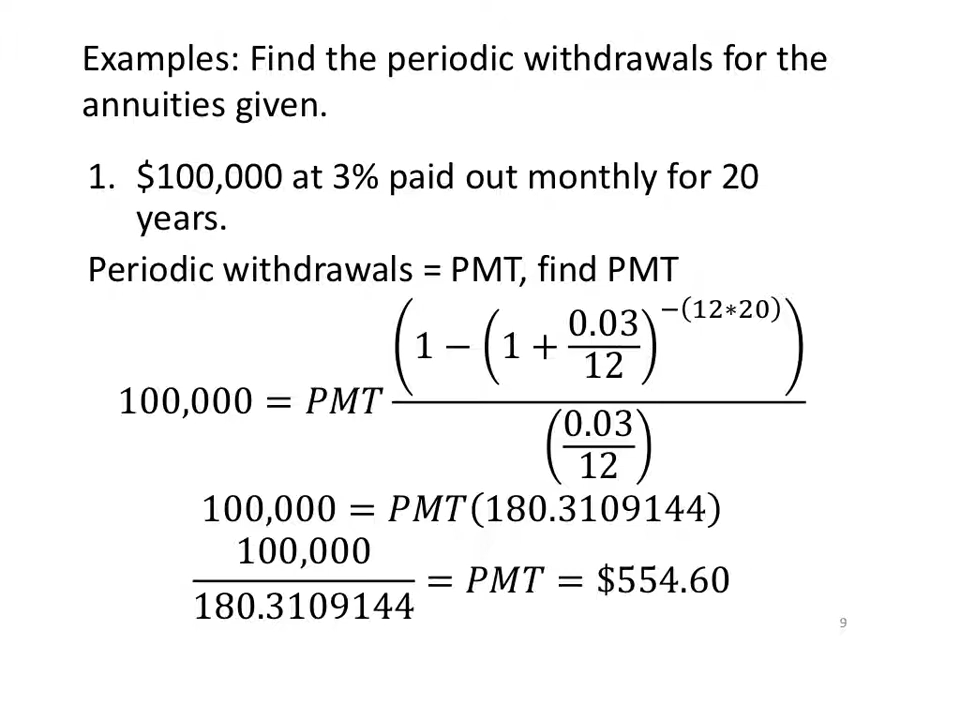 Examples: Find the periodic withdrawals for the
annuities given.
1. $100,000 at 3% paid out monthly for 20
years.
Periodic withdrawals = PMT, find PMT
100,000 = PMT (1 − (1 + 0.03/12)^−(12∗20)) / (0.03/12)
100,000 = PMT(180.3109144)
100,000/180.3109144 = PMT = $554.60
9